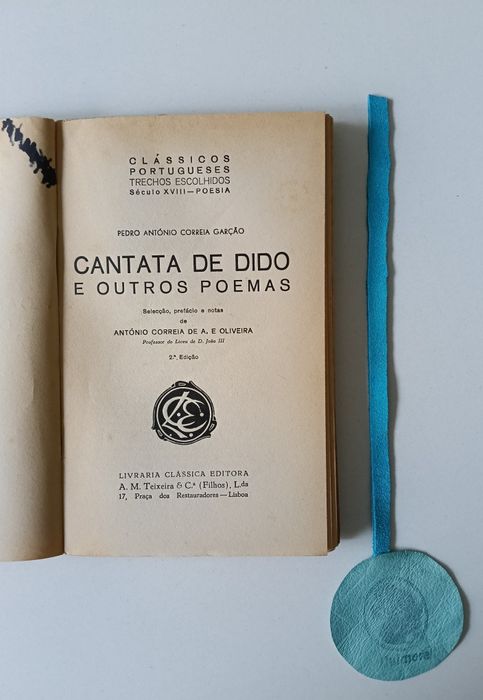 CLÁSSICOS
PORTUGUESES
TRECHOS ESCOLHIDOS
Século XVIII — POESIA
PEDRO ANTÓNIO CORREIA GARÇÃO
CANTATA DE DIDO
E OUTROS POEMAS
Selecção, prefácio e notas
de
ANTÓNIO CORREIA DE A. E OLIVEIRA
Professor do Liceu de D. João III
2.ª Edição
LIVRARIA CLÁSSICA EDITORA
A. M. Teixeira & C.ª (Filhos), L.da
17, Praça dos Restauradores — Lisboa